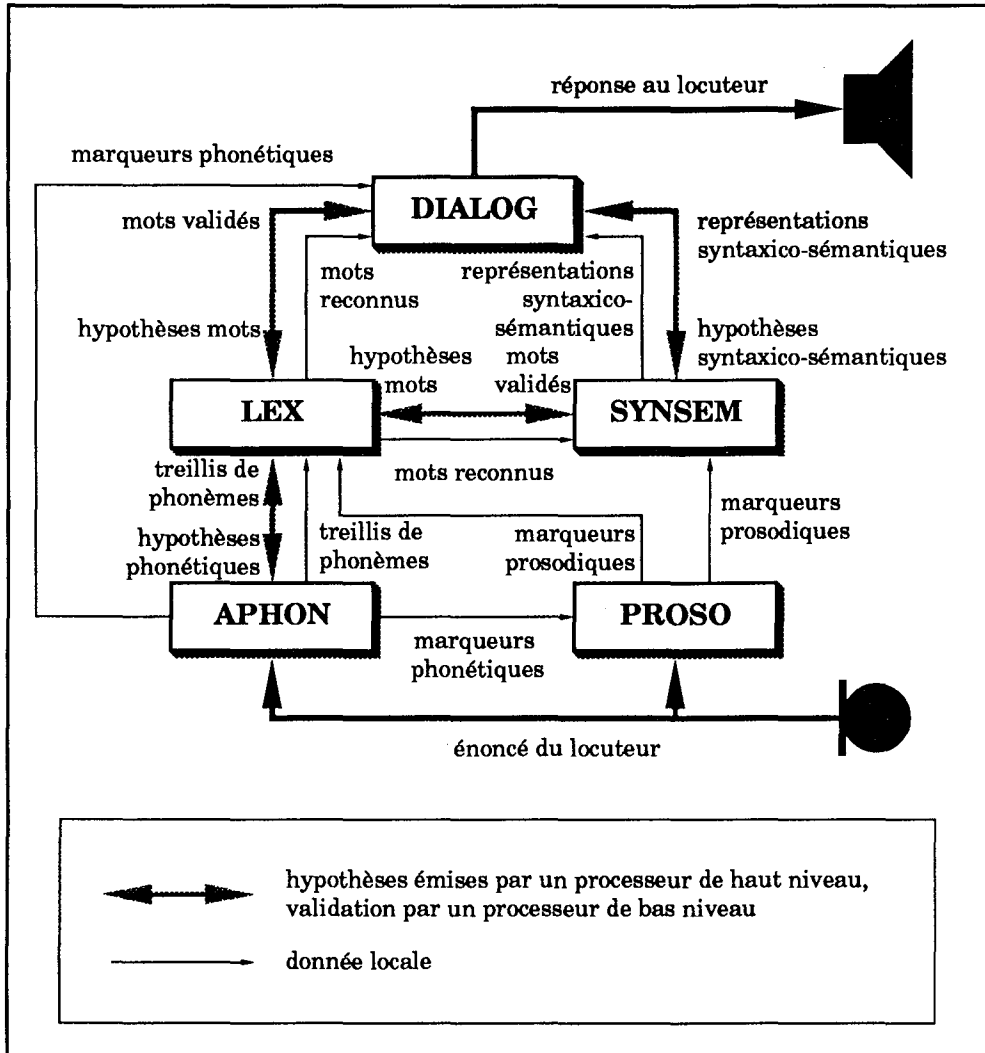 réponse au locuteur
marqueurs phonétiques
DIALOG
mots validés
représentations
syntaxico-sémantiques
mots
reconnus
représentations
syntaxico-
sémantiques
hypothèses mots
hypothèses
mots
mots
validés
hypothèses
syntaxico-sémantiques
LEX
SYNSEM
treillis de
phonèmes
mots reconnus
hypothèses
phonétiques
treillis de
phonèmes
marqueurs
prosodiques
marqueurs
prosodiques
APHON
PROSO
marqueurs
phonétiques
énoncé du locuteur
hypothèses émises par un processeur de haut niveau,
validation par un processeur de bas niveau
donnée locale